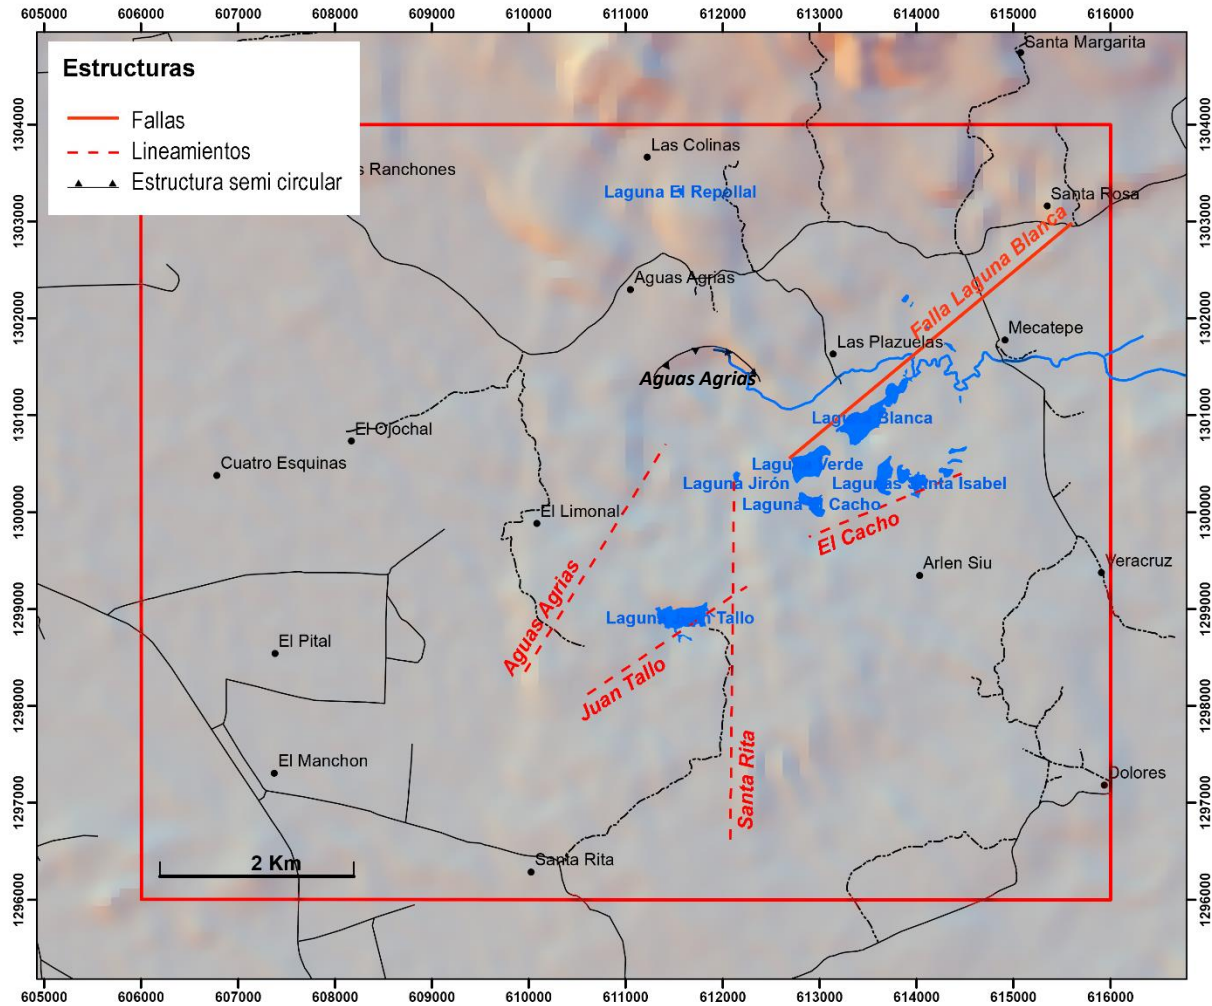 605000 606000 607000 608000 609000 610000 611000 612000 613000 614000 615000 616000
Estructuras
Fallas
Lineamientos
Estructura semi circular
Santa Margarita
1304000 1304000
Las Colinas
s Ranchones
Laguna El Repollal
Santa Rosa
1303000 1303000
Aguas Agrias
Falla Laguna Blanca
1302000 1302000
Las Plazuelas
Mecatepe
Aguas Agrias
1301000 1301000
Laguna Blanca
El Ojochal
Cuatro Esquinas
Laguna Verde
Laguna Jirón
Lagunas Santa Isabel
Laguna El Cacho
1300000 1300000
El Limonal
El Cacho
Arlen Siu
Veracruz
Aguas Agrias
1299000 1299000
Laguna Juan Tallo
El Pital
Juan Tallo
1298000 1298000
El Manchon
Santa Rita
Dolores
1297000 1297000
2 Km
Santa Rita
1296000 1296000
605000 606000 607000 608000 609000 610000 611000 612000 613000 614000 615000 616000